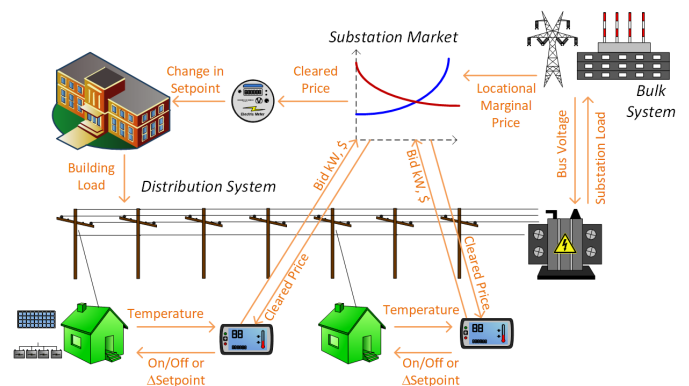 Substation Market
Change in
Setpoint
Cleared
Price
Locational
Marginal
Price
Bulk
System
Electric Meter
Building
Load
Distribution System
Bid kW, $
Cleared Price
Bid kW, $
Cleared Price
Bus Voltage
Substation Load
Temperature
On/Off or
ΔSetpoint
Temperature
On/Off or
ΔSetpoint